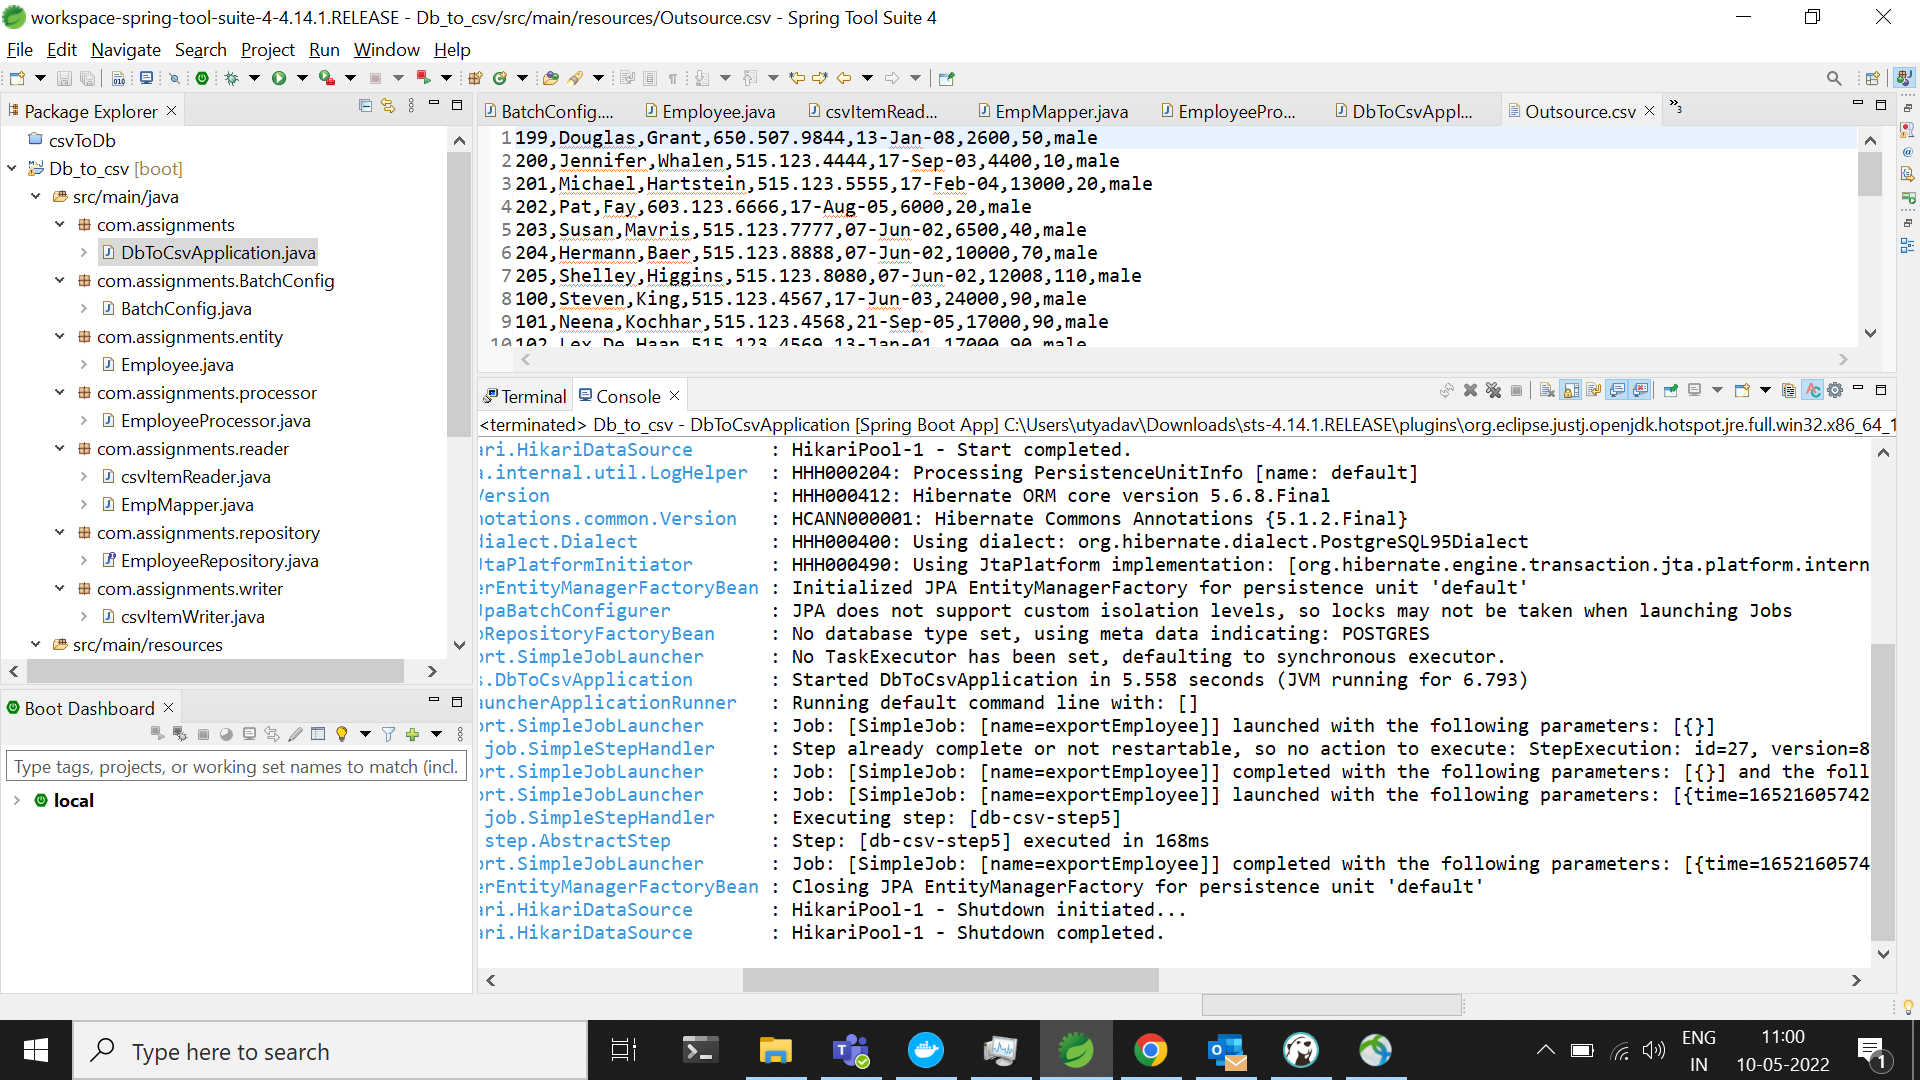 workspace-spring-tool-suite-4-4.14.1.RELEASE - Db_to_csv/src/main/resources/Outsource.csv - Spring Tool Suite 4
File Edit Navigate Search Project Run Window Help
Package Explorer
csvToDb
Db_to_csv [boot]
src/main/java
com.assignments
DbToCsvApplication.java
com.assignments.BatchConfig
BatchConfig.java
com.assignments.entity
Employee.java
com.assignments.processor
EmployeeProcessor.java
com.assignments.reader
csvItemReader.java
EmpMapper.java
com.assignments.repository
EmployeeRepository.java
com.assignments.writer
csvItemWriter.java
src/main/resources
Boot Dashboard
Type tags, projects, or working set names to match (incl.
local
BatchConfig.... Employee.java csvItemRead... EmpMapper.java EmployeePro... DbToCsvAppl... Outsource.csv »3
1 199,Douglas,Grant,650.507.9844,13-Jan-08,2600,50,male
2 200,Jennifer,Whalen,515.123.4444,17-Sep-03,4400,10,male
3 201,Michael,Hartstein,515.123.5555,17-Feb-04,13000,20,male
4 202,Pat,Fay,603.123.6666,17-Aug-05,6000,20,male
5 203,Susan,Mavris,515.123.7777,07-Jun-02,6500,40,male
6 204,Hermann,Baer,515.123.8888,07-Jun-02,10000,70,male
7 205,Shelley,Higgins,515.123.8080,07-Jun-02,12008,110,male
8 100,Steven,King,515.123.4567,17-Jun-03,24000,90,male
9 101,Neena,Kochhar,515.123.4568,21-Sep-05,17000,90,male
10 102,Lex,De Haan,515.123.4569,13-Jan-01,17000,90,male
Terminal Console
<terminated> Db_to_csv - DbToCsvApplication [Spring Boot App] C:\Users\utyadav\Downloads\sts-4.14.1.RELEASE\plugins\org.eclipse.justj.openjdk.hotspot.jre.full.win32.x86_64_1
ari.HikariDataSource : HikariPool-1 - Start completed.
a.internal.util.LogHelper : HHH000204: Processing PersistenceUnitInfo [name: default]
Version : HHH000412: Hibernate ORM core version 5.6.8.Final
notations.common.Version : HCANN000001: Hibernate Commons Annotations {5.1.2.Final}
dialect.Dialect : HHH000400: Using dialect: org.hibernate.dialect.PostgreSQL95Dialect
JtaPlatformInitiator : HHH000490: Using JtaPlatform implementation: [org.hibernate.engine.transaction.jta.platform.intern
erEntityManagerFactoryBean : Initialized JPA EntityManagerFactory for persistence unit 'default'
JpaBatchConfigurer : JPA does not support custom isolation levels, so locks may not be taken when launching Jobs
oRepositoryFactoryBean : No database type set, using meta data indicating: POSTGRES
ort.SimpleJobLauncher : No TaskExecutor has been set, defaulting to synchronous executor.
s.DbToCsvApplication : Started DbToCsvApplication in 5.558 seconds (JVM running for 6.793)
auncherApplicationRunner : Running default command line with: []
ort.SimpleJobLauncher : Job: [SimpleJob: [name=exportEmployee]] launched with the following parameters: [{}]
job.SimpleStepHandler : Step already complete or not restartable, so no action to execute: StepExecution: id=27, version=8
ort.SimpleJobLauncher : Job: [SimpleJob: [name=exportEmployee]] completed with the following parameters: [{}] and the foll
ort.SimpleJobLauncher : Job: [SimpleJob: [name=exportEmployee]] launched with the following parameters: [{time=16521605742
job.SimpleStepHandler : Executing step: [db-csv-step5]
step.AbstractStep : Step: [db-csv-step5] executed in 168ms
ort.SimpleJobLauncher : Job: [SimpleJob: [name=exportEmployee]] completed with the following parameters: [{time=1652160574
erEntityManagerFactoryBean : Closing JPA EntityManagerFactory for persistence unit 'default'
ari.HikariDataSource : HikariPool-1 - Shutdown initiated...
ari.HikariDataSource : HikariPool-1 - Shutdown completed.
Type here to search
ENG
IN
11:00
10-05-2022
1